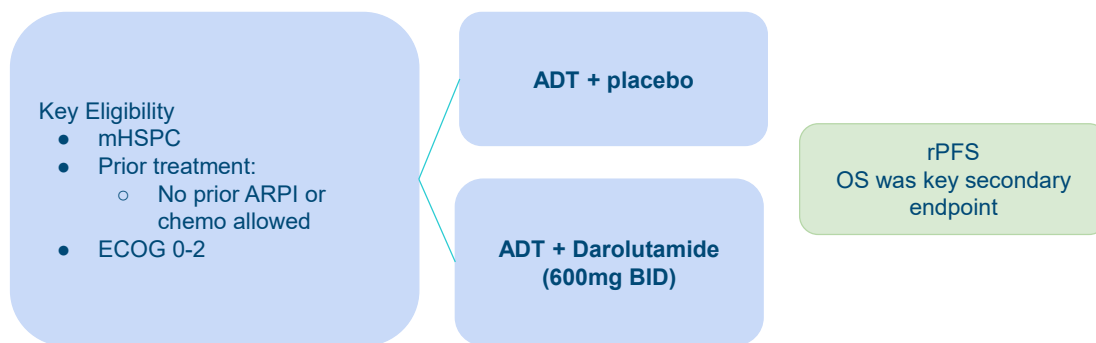 Key Eligibility
● mHSPC
● Prior treatment:
○ No prior ARPI or
chemo allowed
● ECOG 0-2
ADT + placebo
ADT + Darolutamide
(600mg BID)
rPFS
OS was key secondary
endpoint